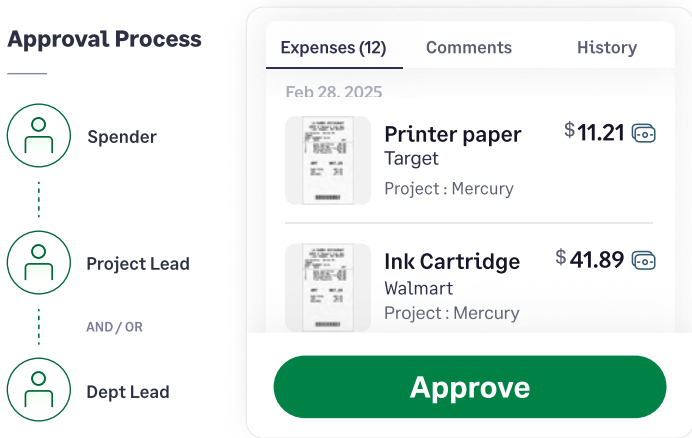 Approval Process
Spender
Project Lead
AND / OR
Dept Lead
Expenses (12)
Comments
History
Feb 28, 2025
Printer paper
$11.21
Target
Project : Mercury
Ink Cartridge
$41.89
Walmart
Project : Mercury
Approve